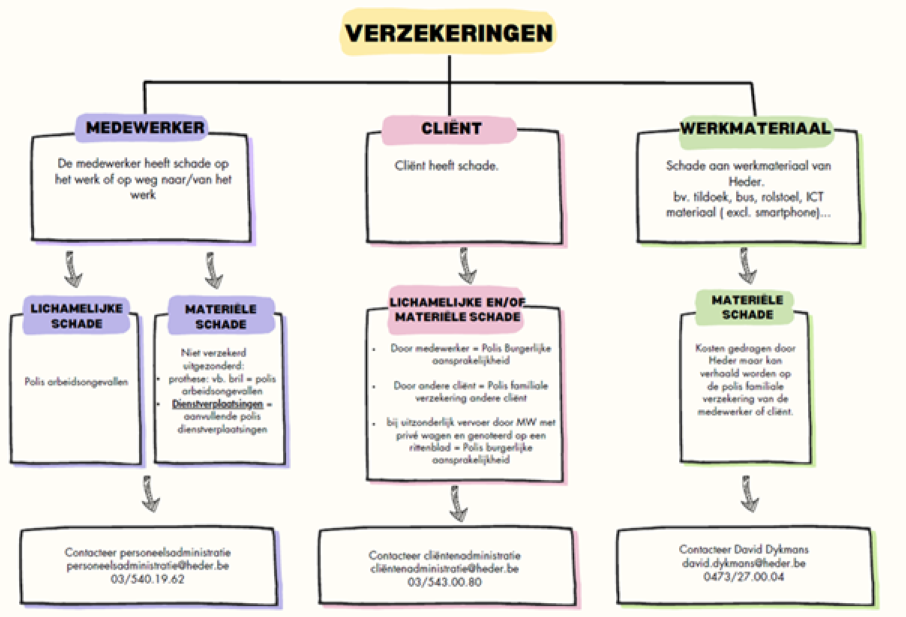 VERZEKERINGEN
MEDEWERKER
De medewerker heeft schade op
het werk of op weg naar/van het
werk
LICHAMELIJKE
SCHADE
Polis arbeidsongevallen
MATERIËLE
SCHADE
Niet verzekerd
uitgezonderd:
• prothese: vb. bril = polis
arbeidsongevallen
• Dienstverplaatsingen =
aanvullende polis
dienstverplaatsingen
Contacteer personeelsadministratie
personeelsadministratie@heder.be
03/540.19.62
CLIËNT
Cliënt heeft schade.
LICHAMELIJKE EN/OF
MATERIËLE SCHADE
• Door medewerker = Polis Burgerlijke
aansprakelijkheid
• Door andere cliënt = Polis familiale
verzekering andere cliënt
• bij uitzonderlijk vervoer door MW met
privé wagen en genoteerd op een
rittenblad = Polis burgerlijke
aansprakelijkheid
Contacteer cliëntenadministratie
cliëntenadministratie@heder.be
03/543.00.80
WERKMATERIAAL
Schade aan werkmateriaal van
Heder.
bv. tildoek, bus, rolstoel, ICT
materiaal ( excl. smartphone)...
MATERIËLE
SCHADE
Kosten gedragen door
Heder maar kan
verhaald worden op
de polis familiale
verzekering van de
medewerker of cliënt.
Contacteer David Dykmans
david.dykmans@heder.be
0473/27.00.04